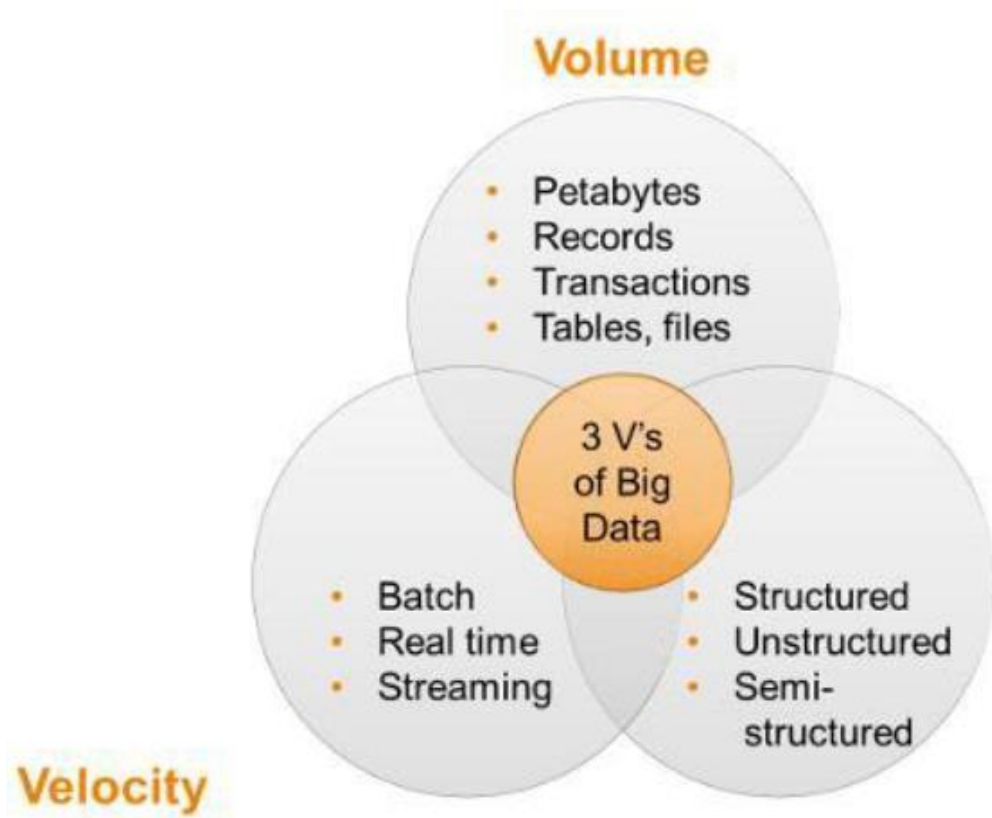 Volume
• Petabytes
• Records
• Transactions
• Tables, files
3 V's
of Big
Data
• Batch
• Real time
• Streaming
• Structured
• Unstructured
• Semi-
structured
Velocity